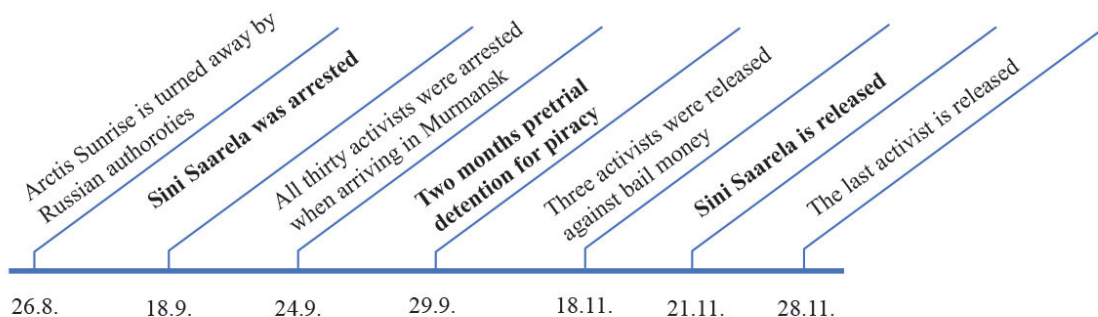 Arctis Sunrise is turned away by
Russian authoroties
Sini Saarela was arrested
All thirty activists were arrested
when arriving in Murmansk
Two months pretrial
detention for piracy
Three activists were released
against bail money
Sini Saarela is released
The last activist is released
26.8.
18.9.
24.9.
29.9.
18.11.
21.11.
28.11.